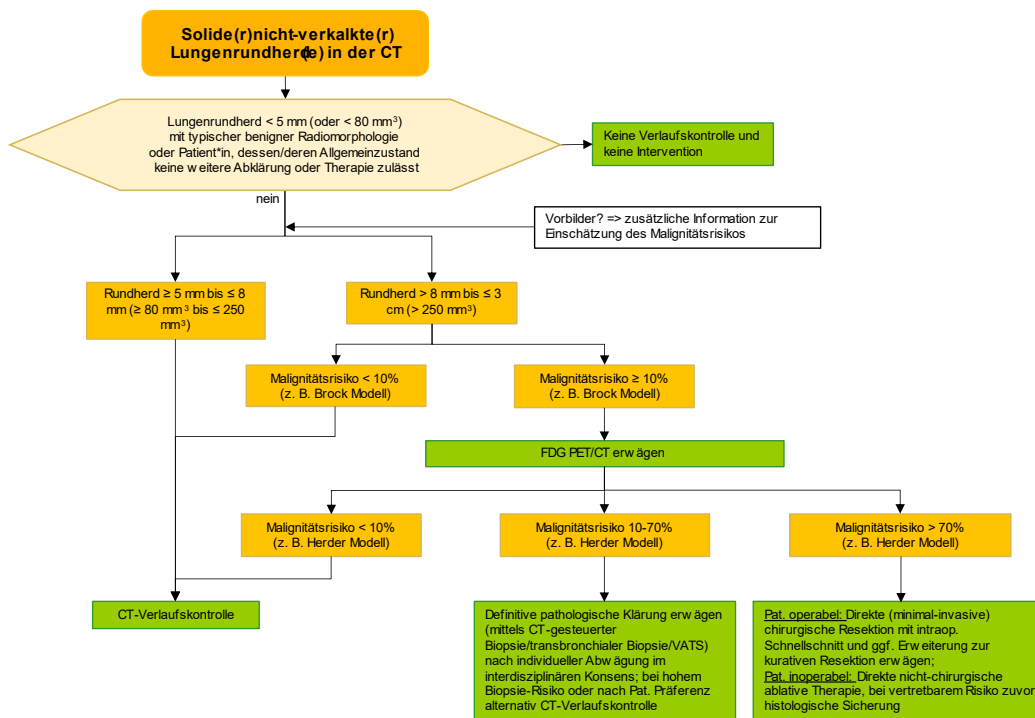 Solide(r)nicht-verkalkte(r)
Lungenrundherd(e) in der CT
Lungenrundherd < 5 mm (oder < 80 mm³)
mit typischer benigner Radiomorphologie
oder Patient*in, dessen/deren Allgemeinzustand
keine weitere Abklärung oder Therapie zulässt
Keine Verlaufskontrolle und
keine Intervention
nein
Vorbilder? => zusätzliche Information zur
Einschätzung des Malignitätsrisikos
Rundherd ≥ 5 mm bis ≤ 8
mm (≥ 80 mm³ bis ≤ 250
mm³)
Rundherd > 8 mm bis ≤ 3
cm (> 250 mm³)
Malignitätsrisiko < 10%
(z. B. Brock Modell)
Malignitätsrisiko ≥ 10%
(z. B. Brock Modell)
FDG PET/CT erwägen
Malignitätsrisiko < 10%
(z. B. Herder Modell)
Malignitätsrisiko 10-70%
(z. B. Herder Modell)
Malignitätsrisiko > 70%
(z. B. Herder Modell)
CT-Verlaufskontrolle
Definitive pathologische Klärung erwägen
(mittels CT-gesteuerter
Biopsie/transbronchialer Biopsie/VATS)
nach individueller Abwägung im
interdisziplinären Konsens; bei hohem
Biopsie-Risiko oder nach Pat. Präferenz
alternativ CT-Verlaufskontrolle
Pat. operabel: Direkte (minimal-invasive)
chirurgische Resektion mit intraop.
Schnellschnitt und ggf. Erweiterung zur
kurativen Resektion erwägen;
Pat. inoperabel: Direkte nicht-chirurgische
ablative Therapie, bei vertretbarem Risiko zuvor
histologische Sicherung